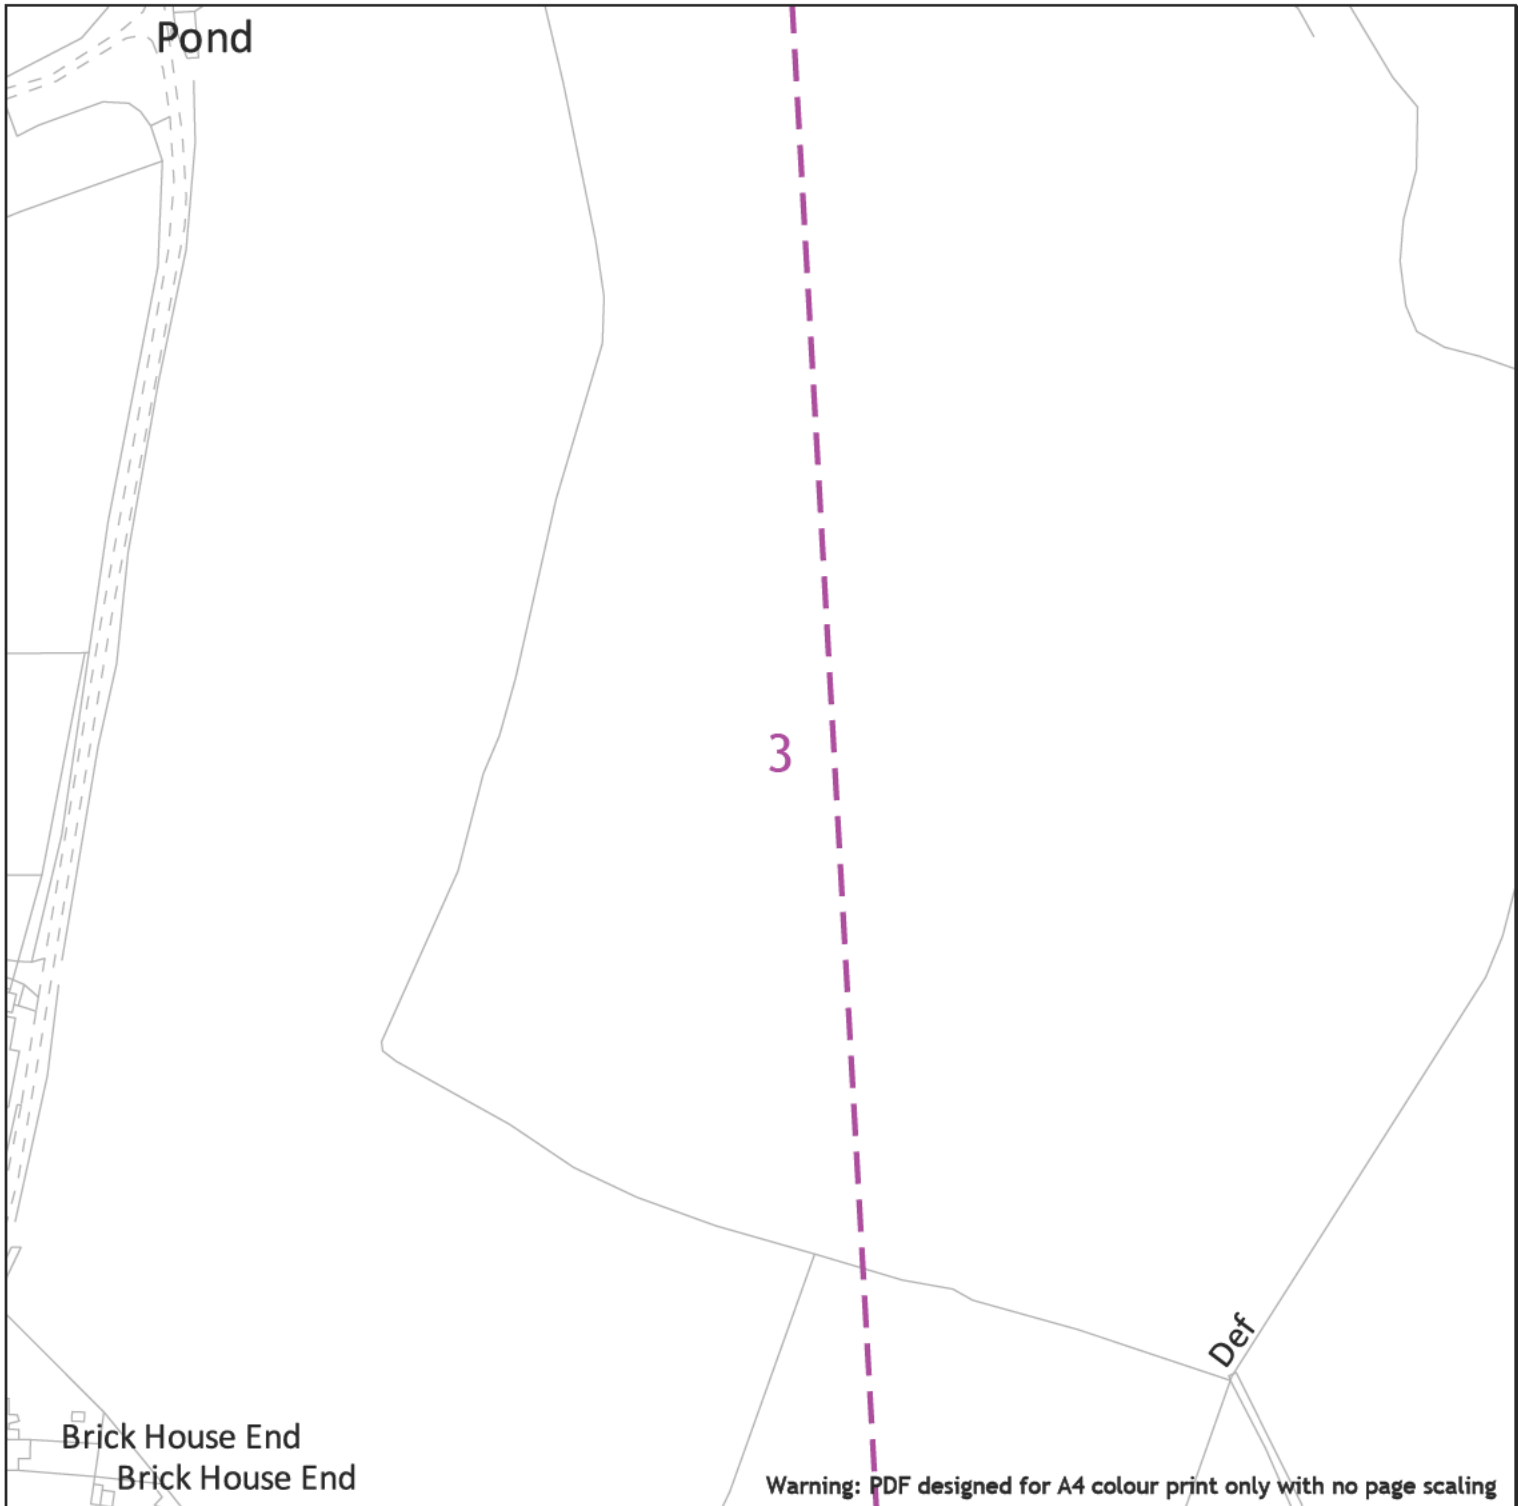 Pond
3
Def
Brick House End
Brick House End
Warning: PDF designed for A4 colour print only with no page scaling